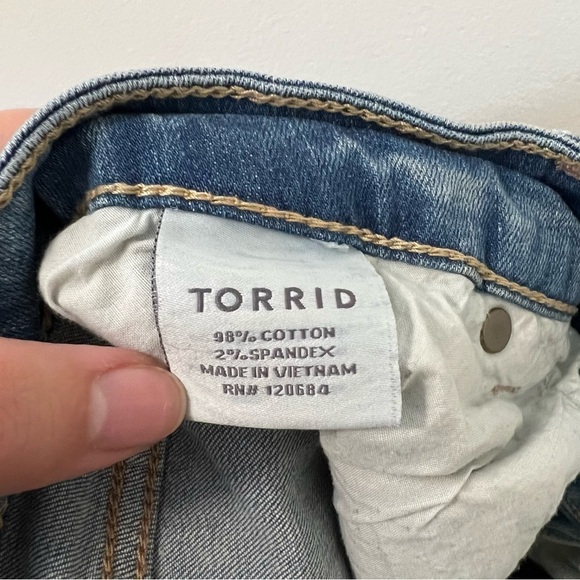 TORRID
98% COTTON
2% SPANDEX
MADE IN VIETNAM
RN# 120684